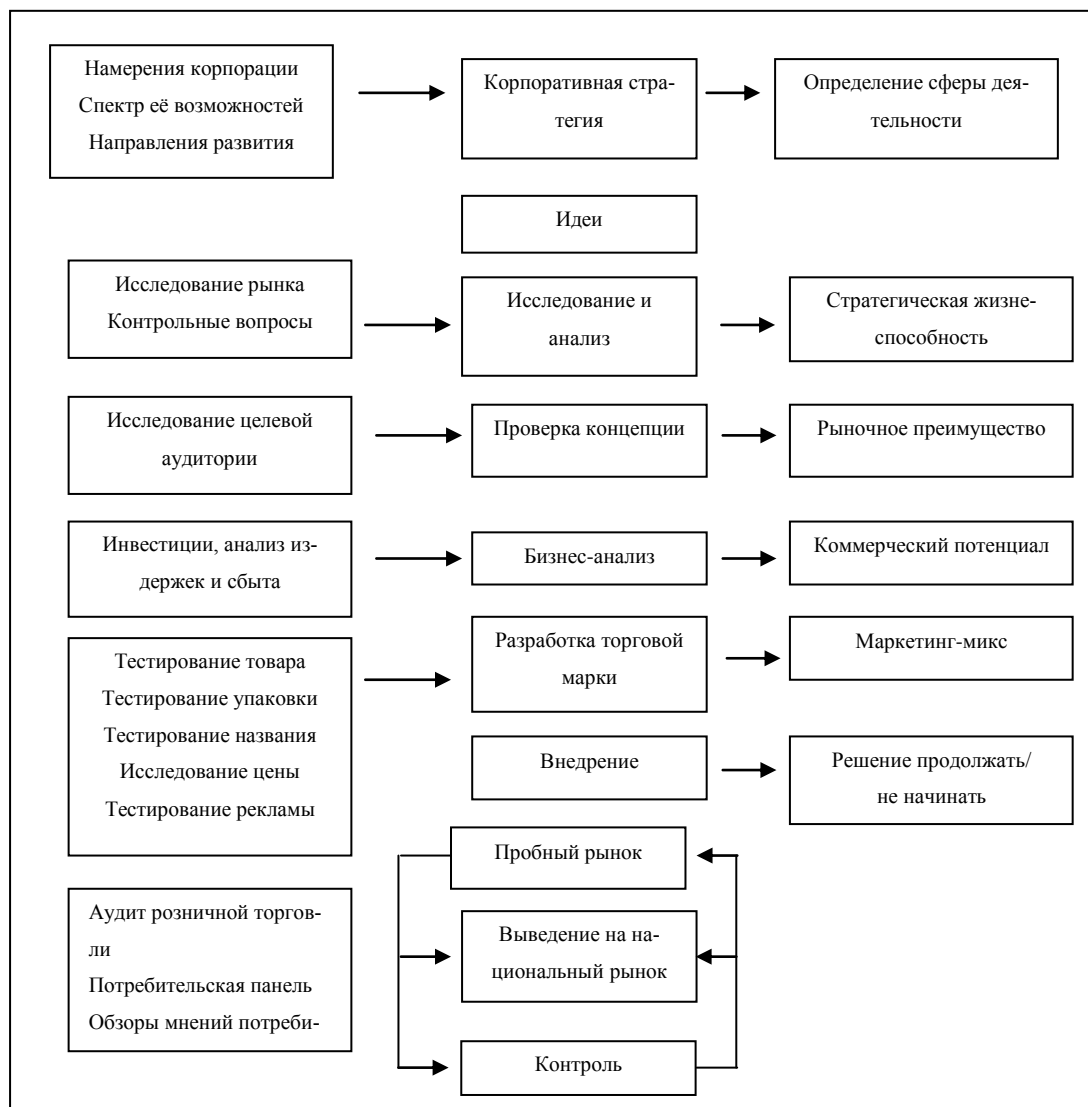 Намерения корпорации
Спектр её возможностей
Направления развития
Корпоративная стра-
тегия
Определение сферы дея-
тельности
Идеи
Исследование рынка
Контрольные вопросы
Исследование и
анализ
Стратегическая жизне-
способность
Исследование целевой
аудитории
Проверка концепции
Рыночное преимущество
Инвестиции, анализ из-
держек и сбыта
Бизнес-анализ
Коммерческий потенциал
Тестирование товара
Тестирование упаковки
Тестирование названия
Исследование цены
Тестирование рекламы
Разработка торговой
марки
Маркетинг-микс
Внедрение
Решение продолжать/
не начинать
Пробный рынок
Аудит розничной торгов-
ли
Потребительская панель
Обзоры мнений потреби-
Выведение на на-
циональный рынок
Контроль